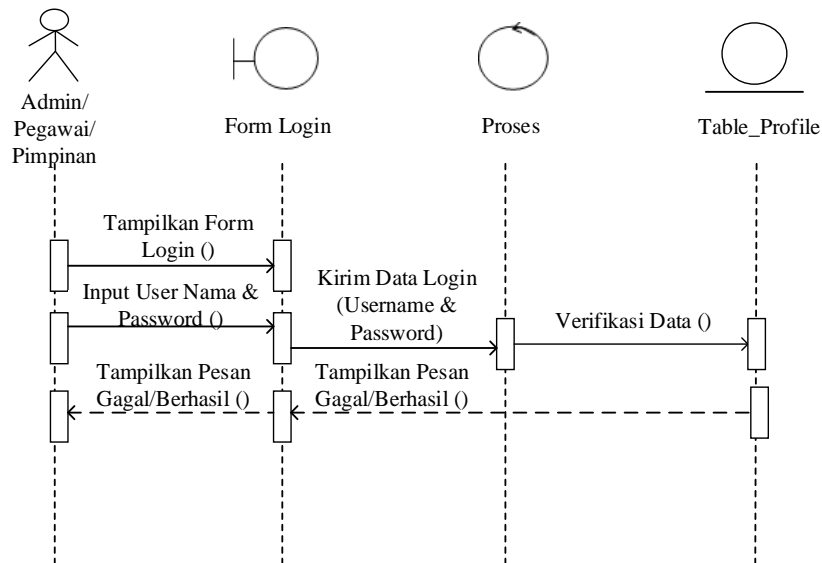 Admin/
Pegawai/
Pimpinan
Form Login
Proses
Table_Profile
Tampilkan Form
Login ()
Input User Nama &
Password ()
Kirim Data Login
(Username &
Password)
Verifikasi Data ()
Tampilkan Pesan
Gagal/Berhasil ()
Tampilkan Pesan
Gagal/Berhasil ()